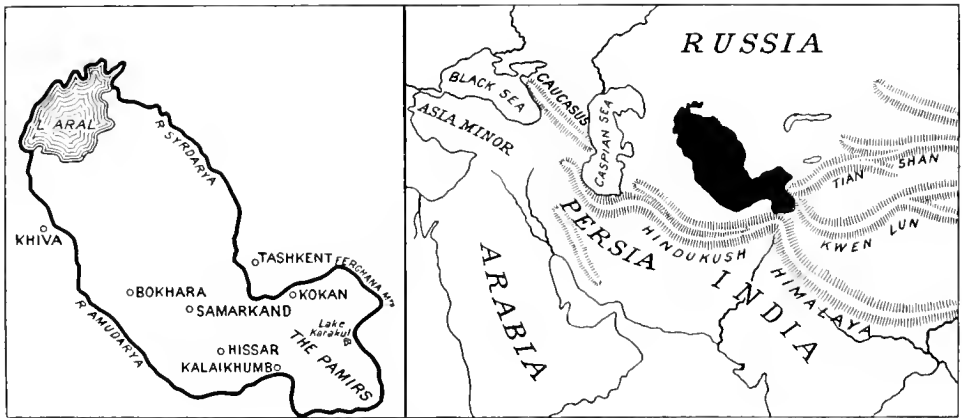 L. ARAL
R SYRDARYA
KHIVA
TASHKENT
FERGHANA MTS
BOKHARA
KOKAN
SAMARKAND
R AMUDARYA
Lake
Karakul
HISSAR
THE PAMIRS
KALAIKHUMB
RUSSIA
BLACK SEA
CAUCASUS
ASIA MINOR
CASPIAN SEA
TIAN SHAN
PERSIA
HINDUKUSH
KWEN LUN
ARABIA
INDIA
HIMALAYA